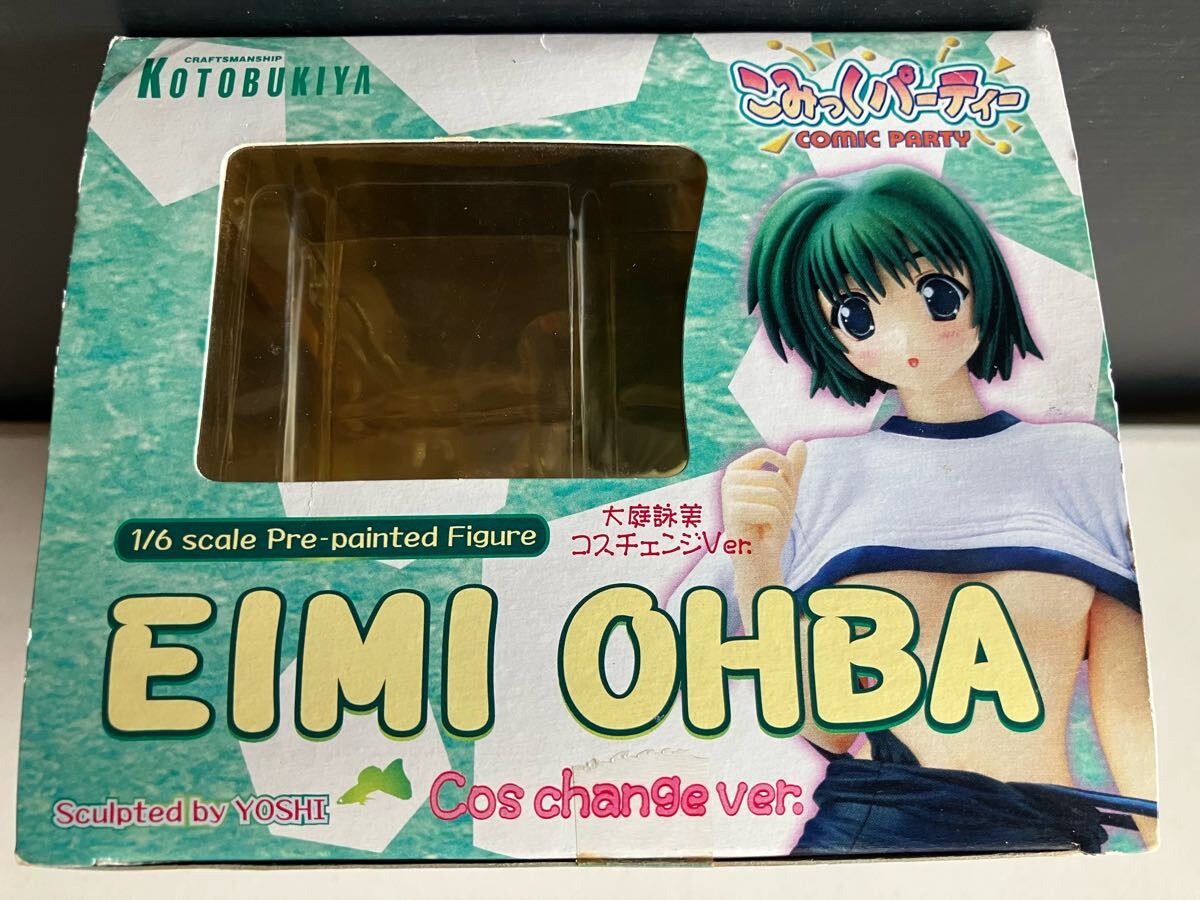 CRAFTSMANSHIP
KOTOBUKIYA
こみっくパーティー
COMIC PARTY
1/6 scale Pre-painted Figure
大庭詠美
コスチェンジVer.
EIMI OHBA
Cos change ver.
Sculpted by YOSHI